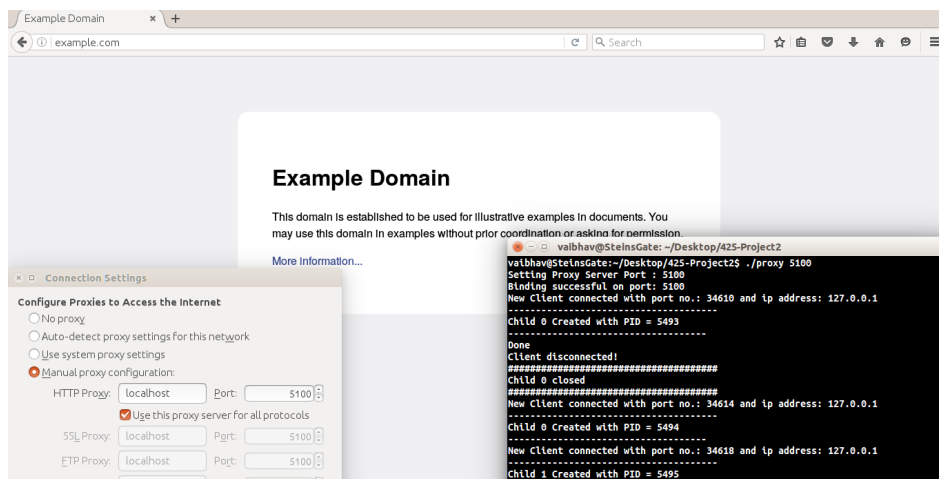 Example Domain
example.com
Search
Example Domain
This domain is established to be used for illustrative examples in documents. You
may use this domain in examples without prior coordination or asking for permission.
More information...
Connection Settings
Configure Proxies to Access the Internet
No proxy
Auto-detect proxy settings for this network
Use system proxy settings
Manual proxy configuration:
HTTP Proxy: localhost Port: 5100
Use this proxy server for all protocols
SSL Proxy: localhost Port: 5100
FTP Proxy: localhost Port: 5100
vaibhav@SteinsGate: ~/Desktop/425-Project2
vaibhav@SteinsGate:~/Desktop/425-Project2$ ./proxy 5100
Setting Proxy Server Port : 5100
Binding successful on port: 5100
New Client connected with port no.: 34610 and ip address: 127.0.0.1
--------------------------------------
Child 0 Created with PID = 5493
------------------------------------
Done
Client disconnected!
######################################
Child 0 closed
######################################
New Client connected with port no.: 34614 and ip address: 127.0.0.1
--------------------------------------
Child 0 Created with PID = 5494
------------------------------------
New Client connected with port no.: 34618 and ip address: 127.0.0.1
--------------------------------------
Child 1 Created with PID = 5495